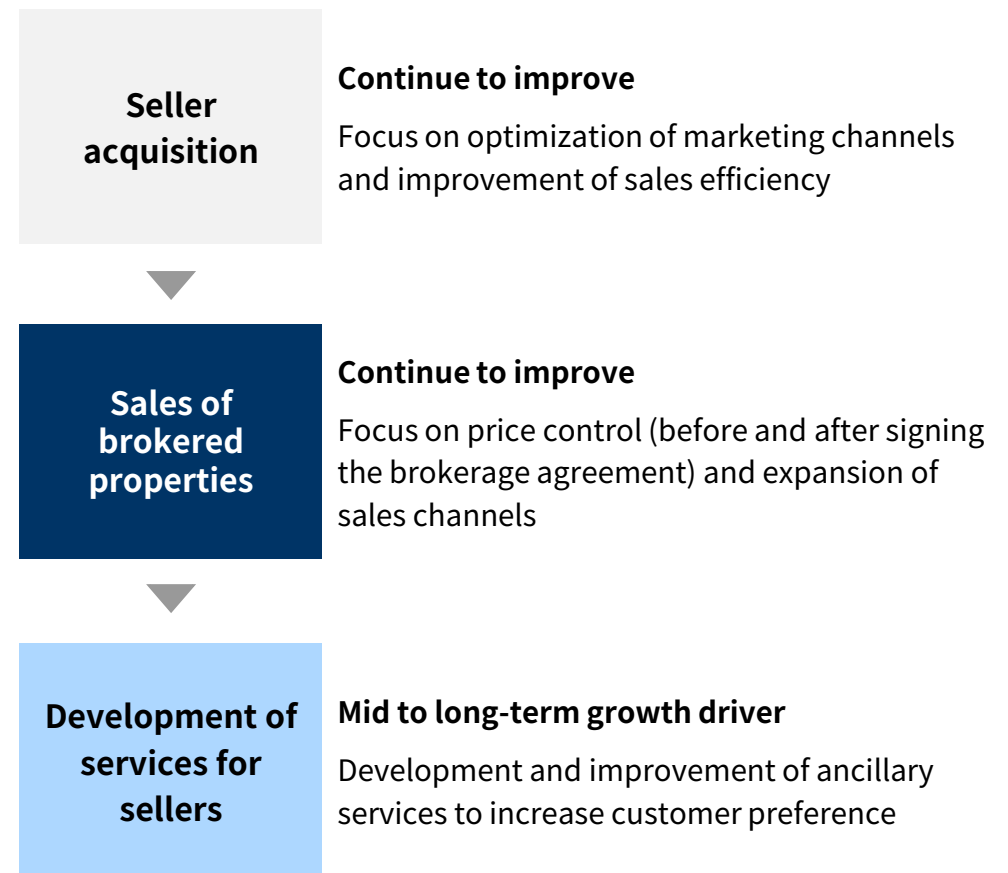 Seller
acquisition
Continue to improve
Focus on optimization of marketing channels
and improvement of sales efficiency
Sales of
brokered
properties
Continue to improve
Focus on price control (before and after signing
the brokerage agreement) and expansion of
sales channels
Development of
services for
sellers
Mid to long-term growth driver
Development and improvement of ancillary
services to increase customer preference